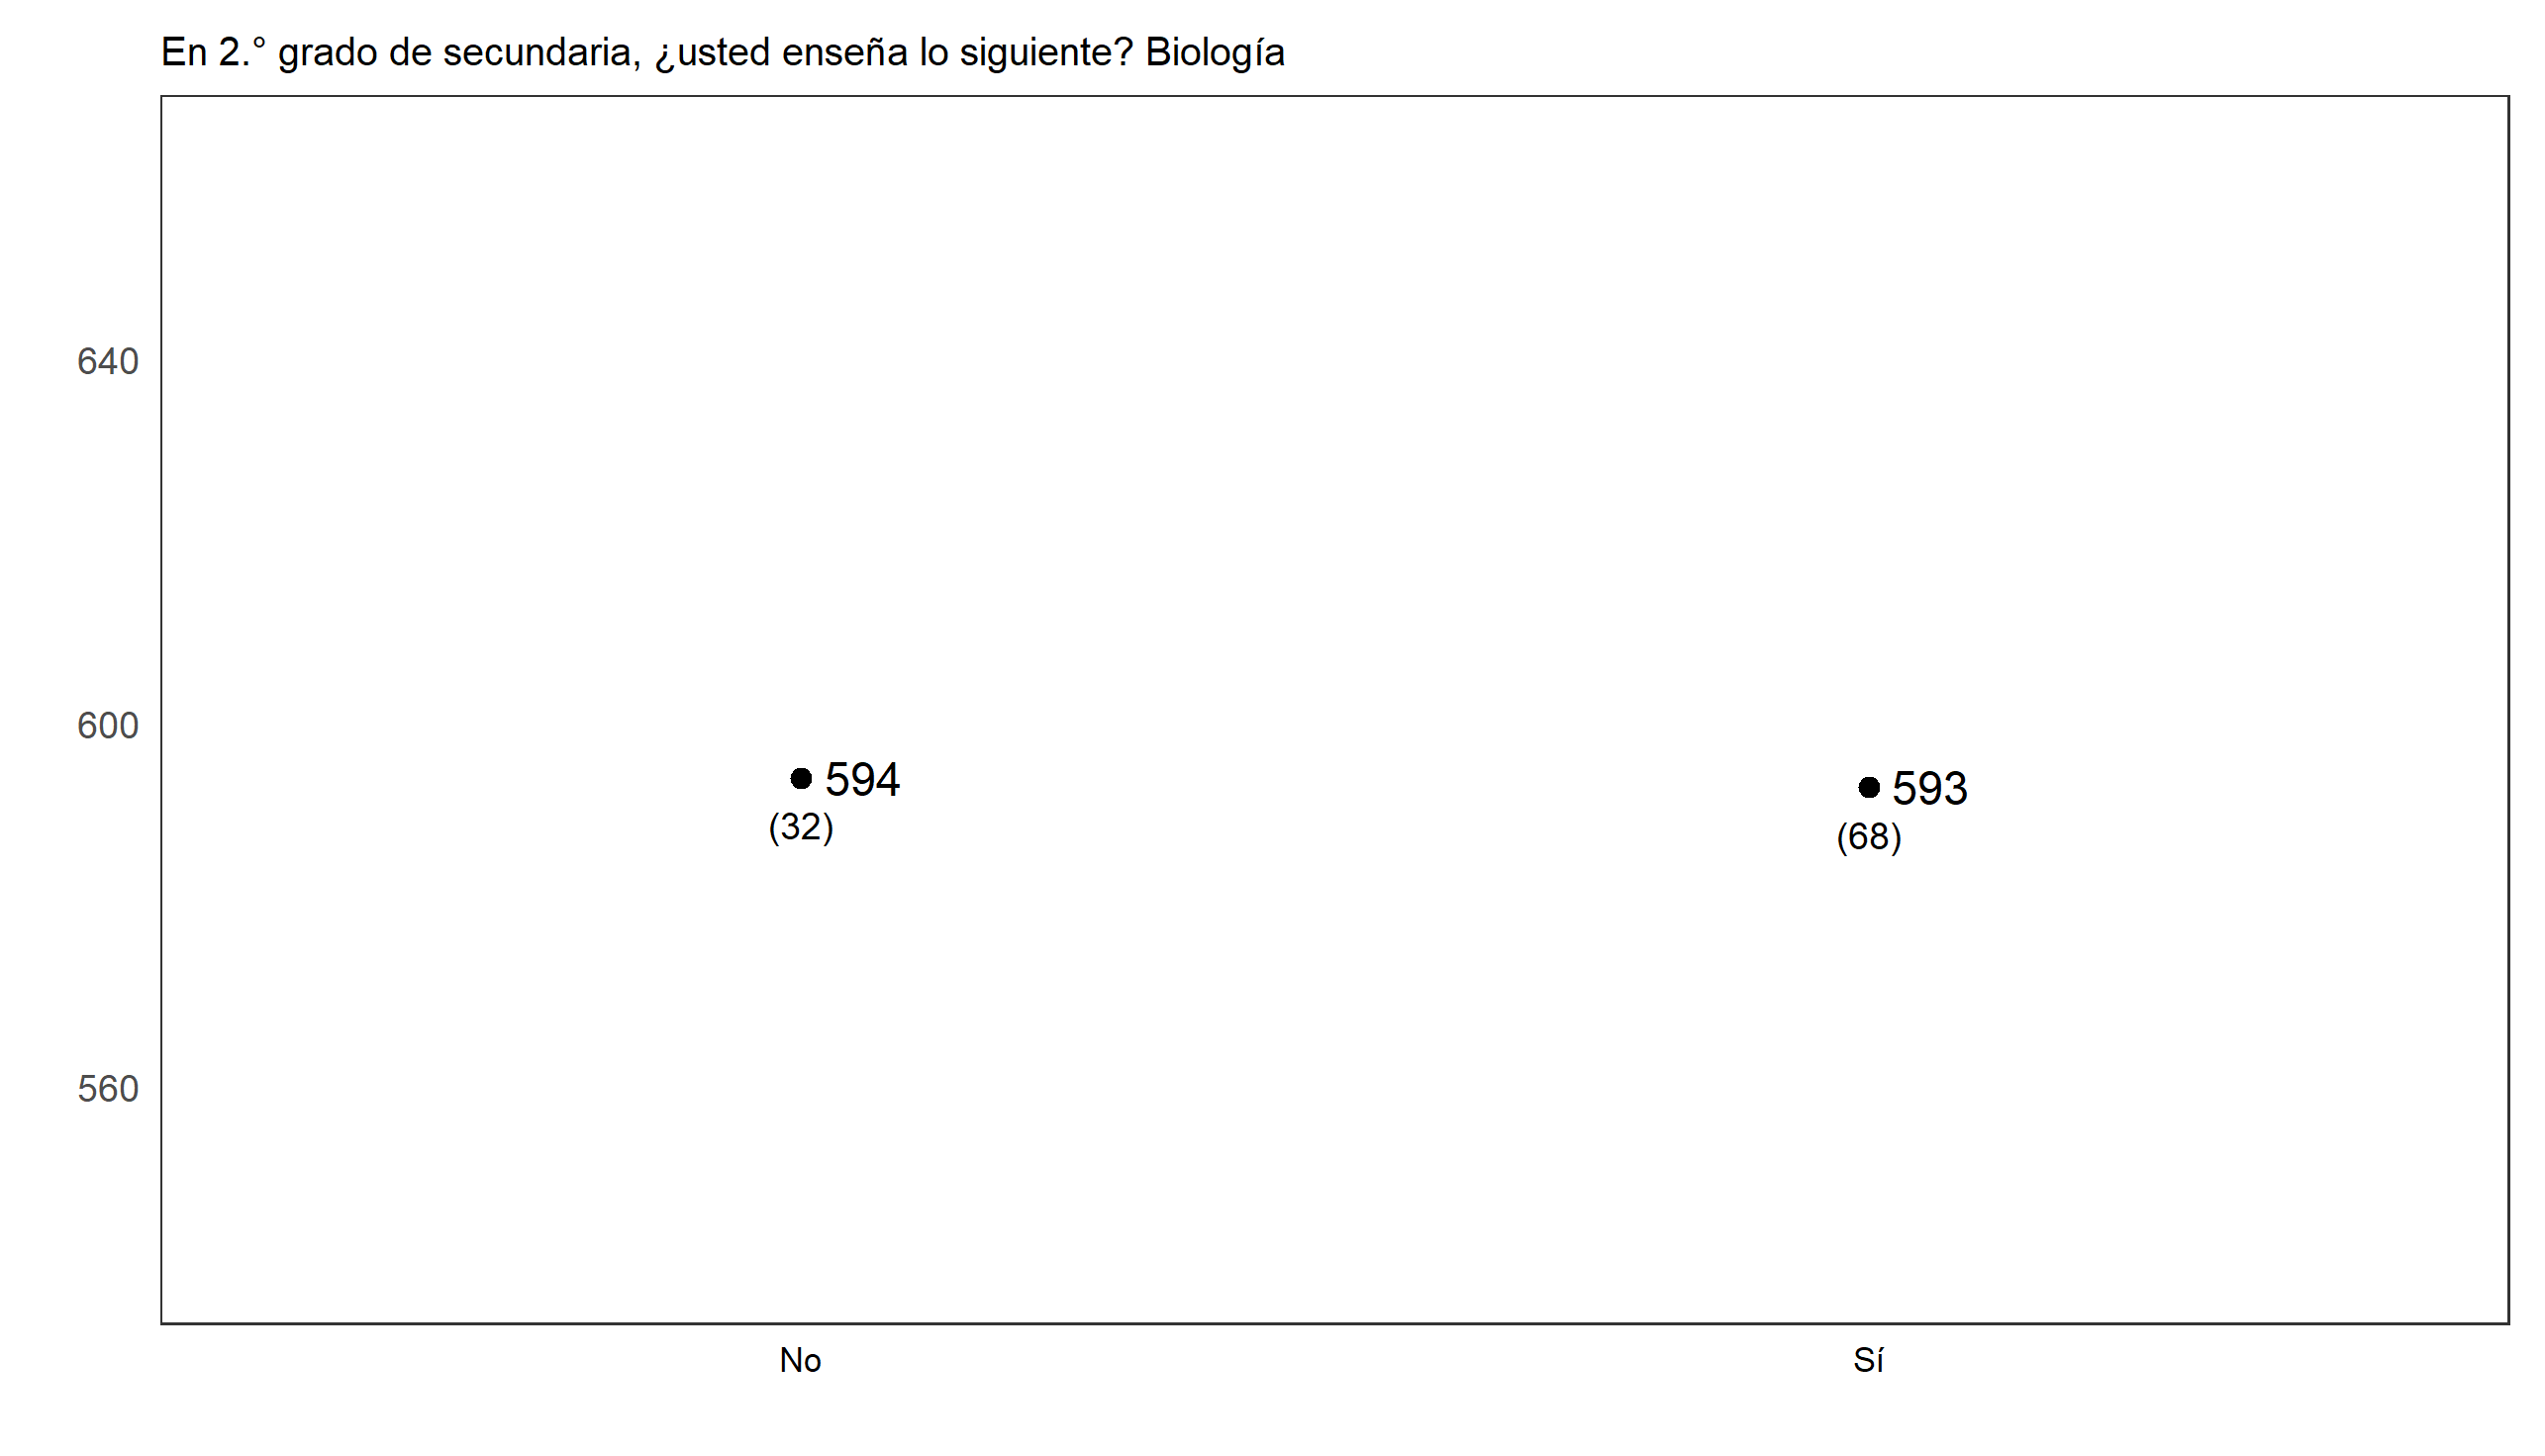 En 2.° grado de secundaria, ¿usted enseña lo siguiente? Biología
640
600
594
593
(32)
(68)
560
No
Sí